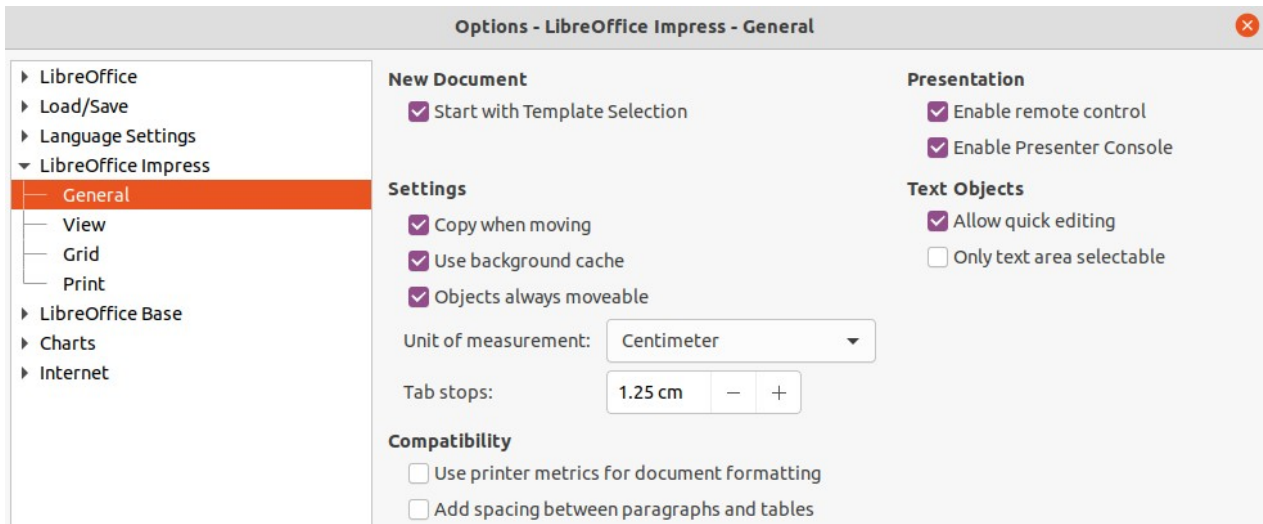 Options - LibreOffice Impress - General
LibreOffice
Load/Save
Language Settings
LibreOffice Impress
General
View
Grid
Print
LibreOffice Base
Charts
Internet
New Document
Start with Template Selection
Settings
Copy when moving
Use background cache
Objects always moveable
Unit of measurement: Centimeter
Tab stops: 1.25 cm
Compatibility
Use printer metrics for document formatting
Add spacing between paragraphs and tables
Presentation
Enable remote control
Enable Presenter Console
Text Objects
Allow quick editing
Only text area selectable